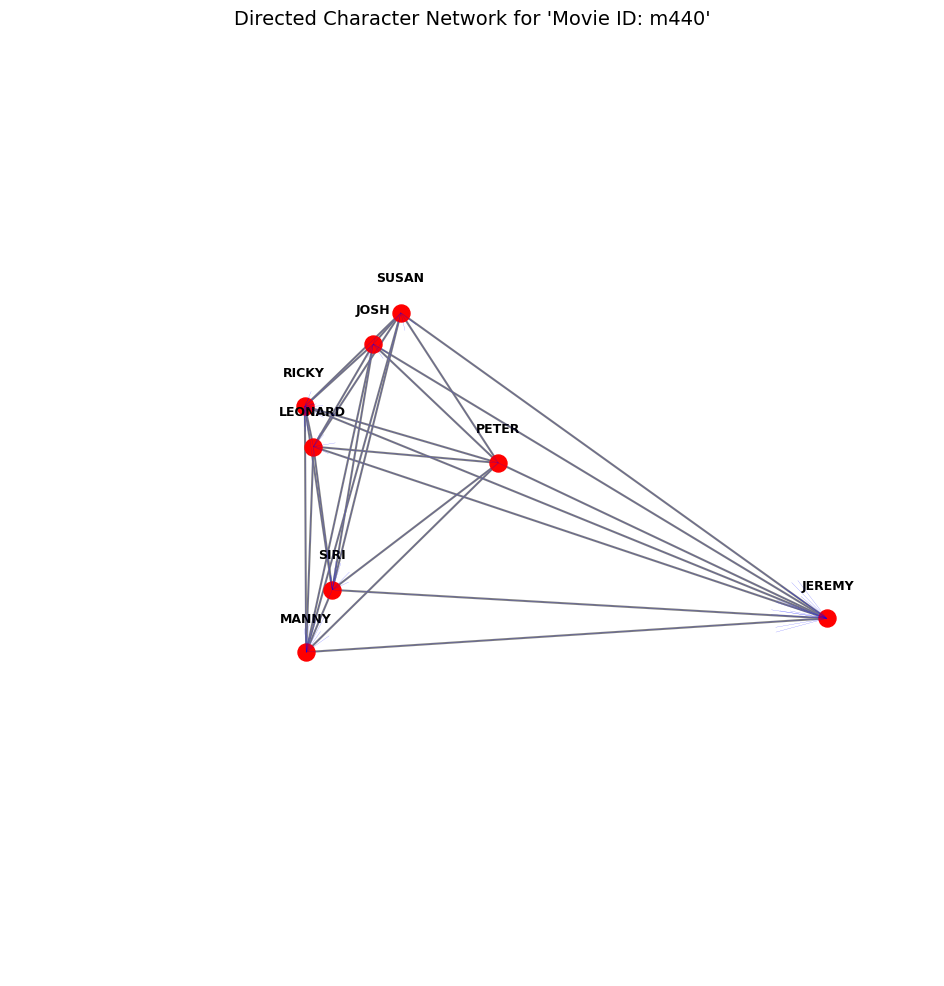 Directed Character Network for 'Movie ID: m440'
SUSAN
JOSH
RICKY
LEONARD
PETER
SIRI
JEREMY
MANNY